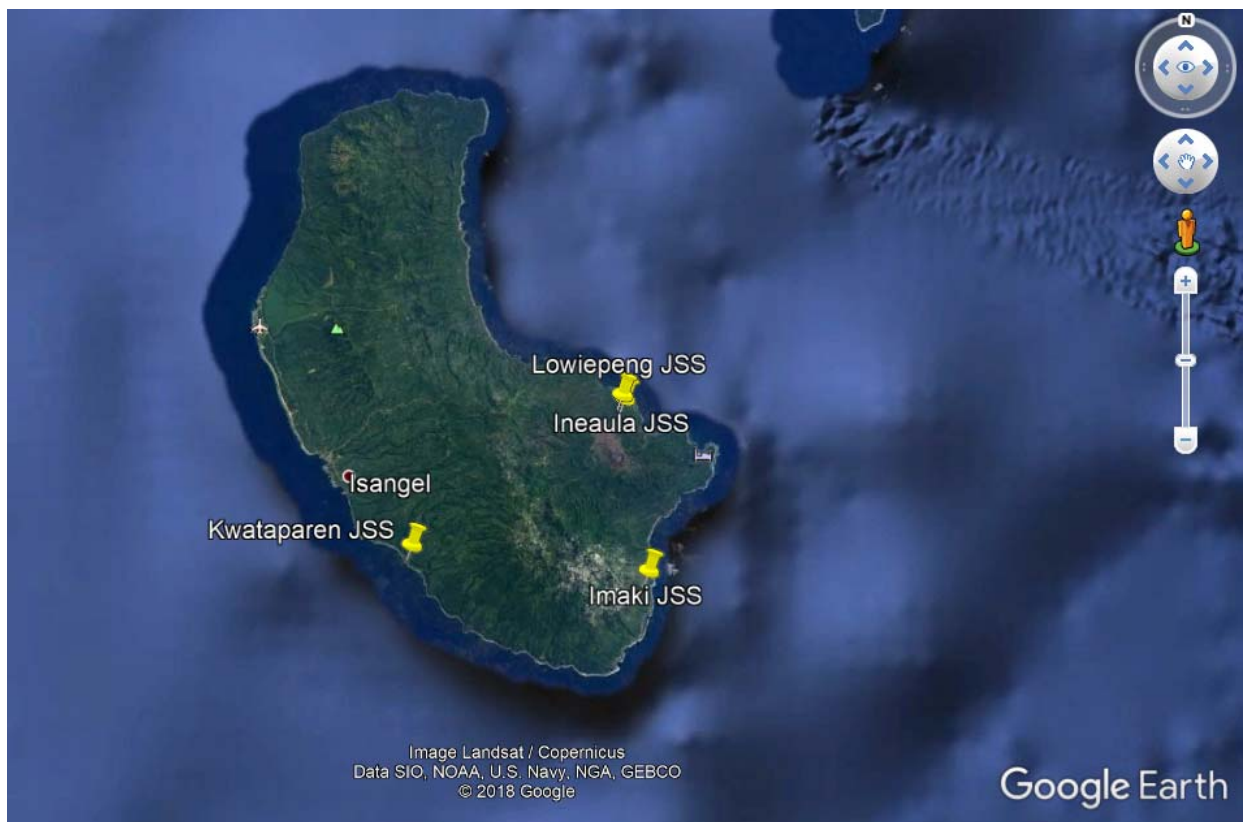 N
Lowiepeng JSS
Ineaula JSS
Isangel
Kwataparen JSS
Imaki JSS
Image Landsat / Copernicus
Data SIO, NOAA, U.S. Navy, NGA, GEBCO
© 2018 Google
Google Earth